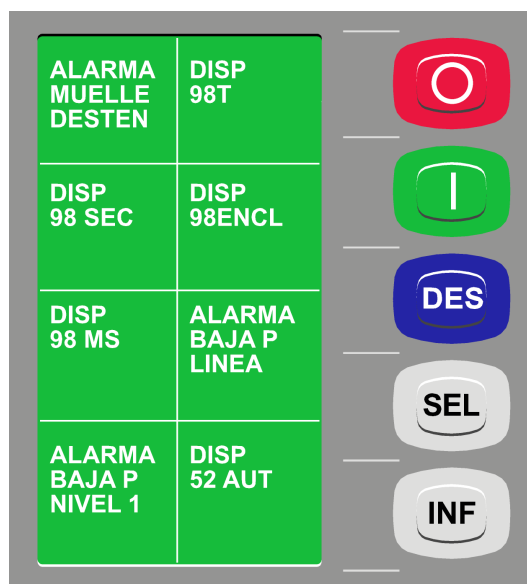 ALARMA
MUELLE
DESTEN
DISP
98T
DISP
98 SEC
DISP
98ENCL
DISP
98 MS
ALARMA
BAJA P
LINEA
ALARMA
BAJA P
NIVEL 1
DISP
52 AUT
DES
SEL
INF